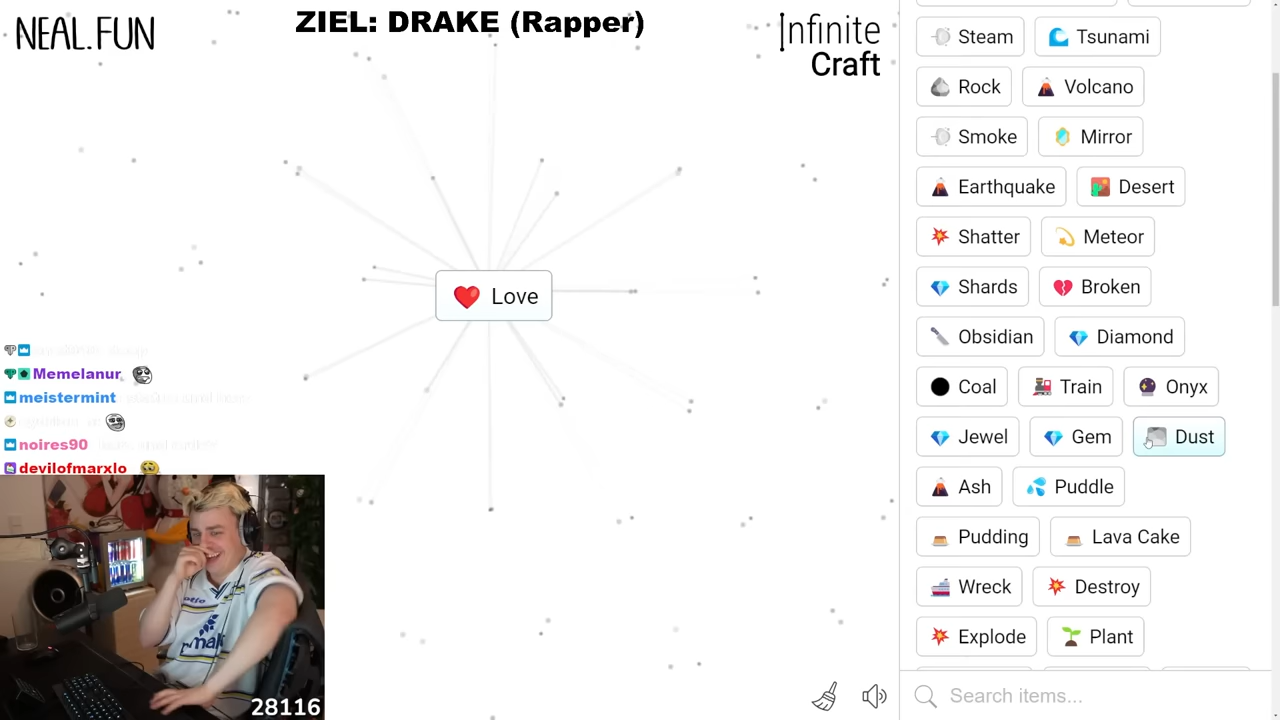 NEAL.FUN
ZIEL: DRAKE (Rapper)
Infinite
Craft
Steam
Tsunami
Rock
Volcano
Smoke
Mirror
Earthquake
Desert
Shatter
Meteor
Shards
Broken
Obsidian
Diamond
Coal
Train
Onyx
Jewel
Gem
Dust
Ash
Puddle
Pudding
Lava Cake
Wreck
Destroy
Explode
Plant
Search items...
Love
Memelanur
meistermint
noires90
devilofmarxlo
28116